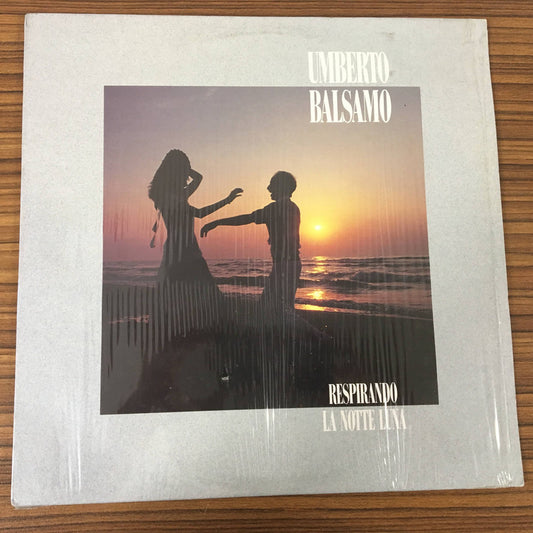 UMBERTO
BALSAMO
RESPIRANDO
LA NOTTE LUNA